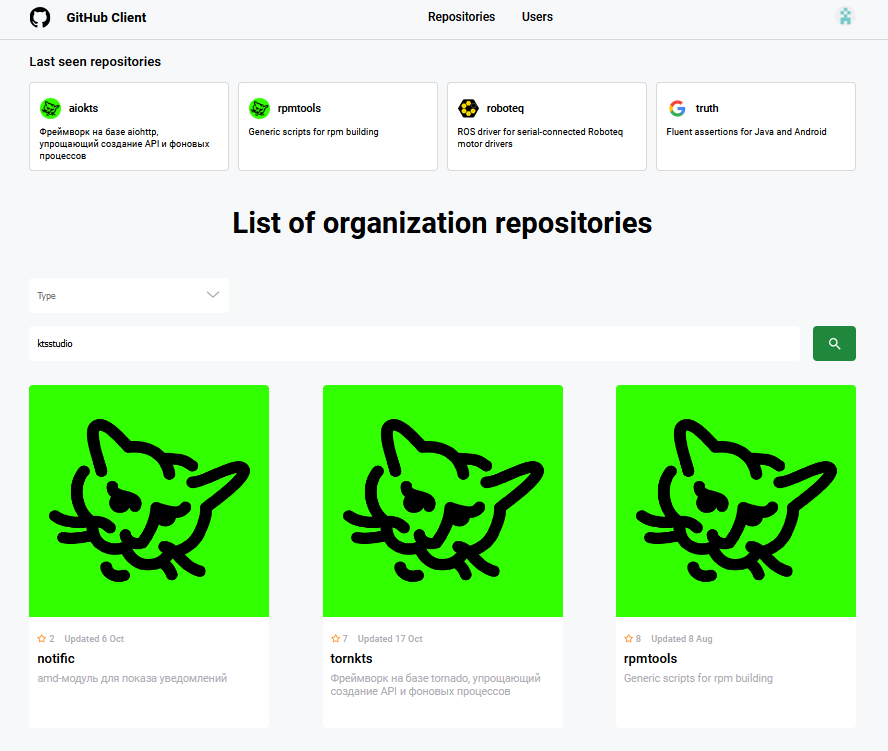 GitHub Client
Repositories
Users
Last seen repositories
aiokts
Фреймворк на базе aiohttp,
упрощающий создание API и фоновых
процессов
rpmtools
Generic scripts for rpm building
roboteq
ROS driver for serial-connected Roboteq
motor drivers
truth
Fluent assertions for Java and Android
List of organization repositories
Type
ktsstudio
2 Updated 6 Oct
notific
amd-модуль для показа уведомлений
7 Updated 17 Oct
tornkts
Фреймворк на базе tornado, упрощающий
создание API и фоновых процессов
8 Updated 8 Aug
rpmtools
Generic scripts for rpm building